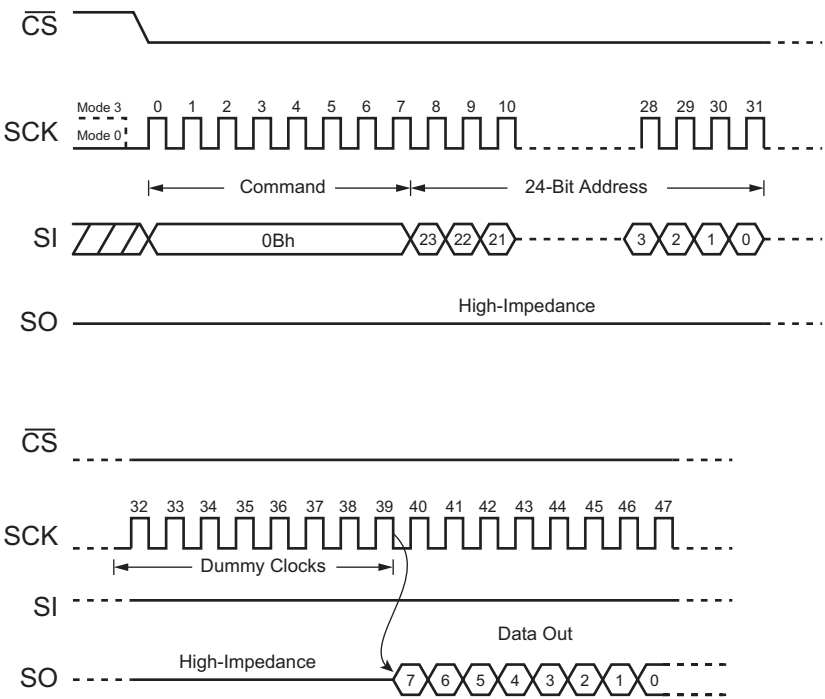 CS
Mode 3 0 1 2 3 4 5 6 7 8 9 10 28 29 30 31
SCK Mode 0
Command 24-Bit Address
SI 0Bh 23 22 21 3 2 1 0
High-Impedance
SO
CS
32 33 34 35 36 37 38 39 40 41 42 43 44 45 46 47
SCK
Dummy Clocks
SI
Data Out
High-Impedance
SO 7 6 5 4 3 2 1 0